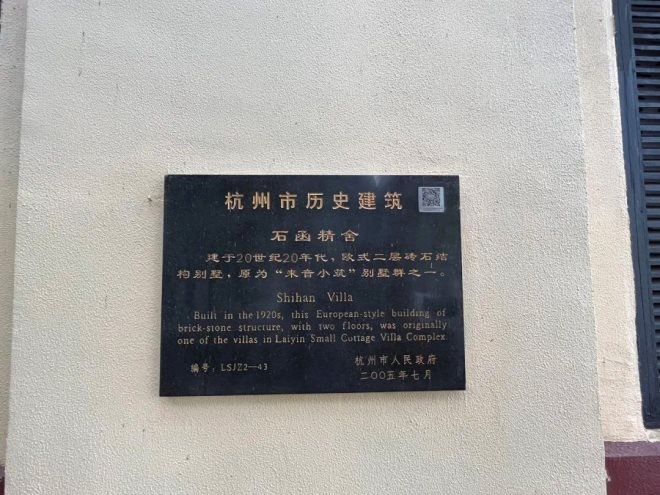 杭州市历史建筑
石函精舍
建于20世纪20年代，欧式二层砖石结
构别墅，原为“来音小筑”别墅群之一。
Shihan Villa
Built in the 1920s, this European-style building of
brick-stone structure, with two floors, was originally
one of the villas in Laiyin Small Cottage Villa Complex.
编号：LSJZ2—43
杭州市人民政府
二〇〇五年七月